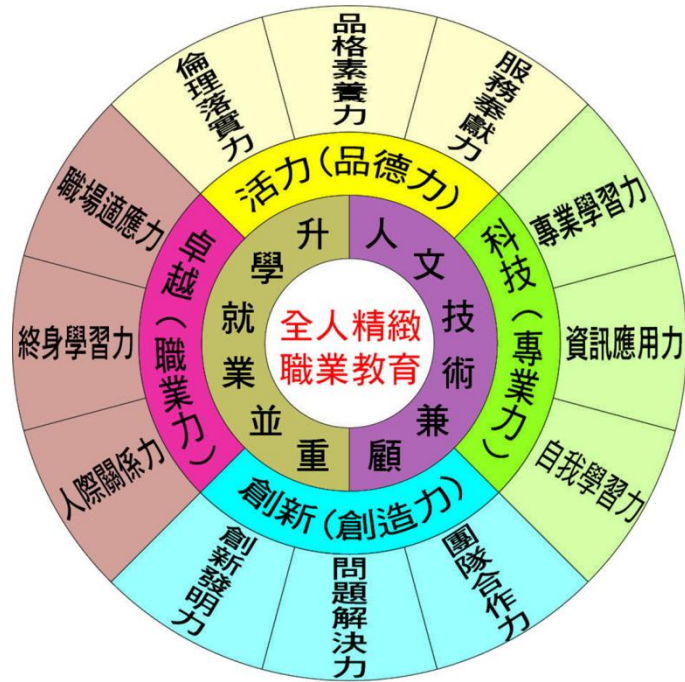 全人精緻
職業教育
升學就業並重
人文技術兼顧
活力(品德力)
科技(專業力)
創新(創造力)
卓越(職業力)
倫理落實力
品格素養力
服務奉獻力
專業學習力
資訊應用力
自我學習力
團隊合作力
問題解決力
創新發明力
人際關係力
終身學習力
職場適應力